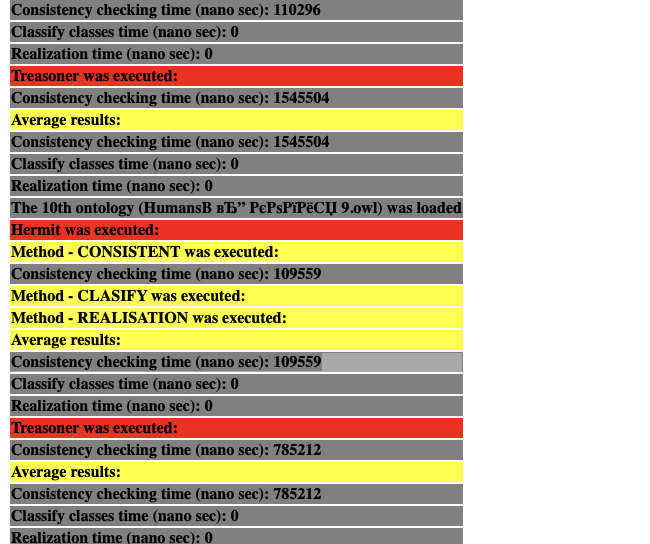 Consistency checking time (nano sec): 110296
Classify classes time (nano sec): 0
Realization time (nano sec): 0
Treasoner was executed:
Consistency checking time (nano sec): 1545504
Average results:
Consistency checking time (nano sec): 1545504
Classify classes time (nano sec): 0
Realization time (nano sec): 0
The 10th ontology (HumansВ вЂ” РєРѕРїРёСЏ 9.owl) was loaded
Hermit was executed:
Method - CONSISTENT was executed:
Consistency checking time (nano sec): 109559
Method - CLASIFY was executed:
Method - REALISATION was executed:
Average results:
Consistency checking time (nano sec): 109559
Classify classes time (nano sec): 0
Realization time (nano sec): 0
Treasoner was executed:
Consistency checking time (nano sec): 785212
Average results:
Consistency checking time (nano sec): 785212
Classify classes time (nano sec): 0
Realization time (nano sec): 0